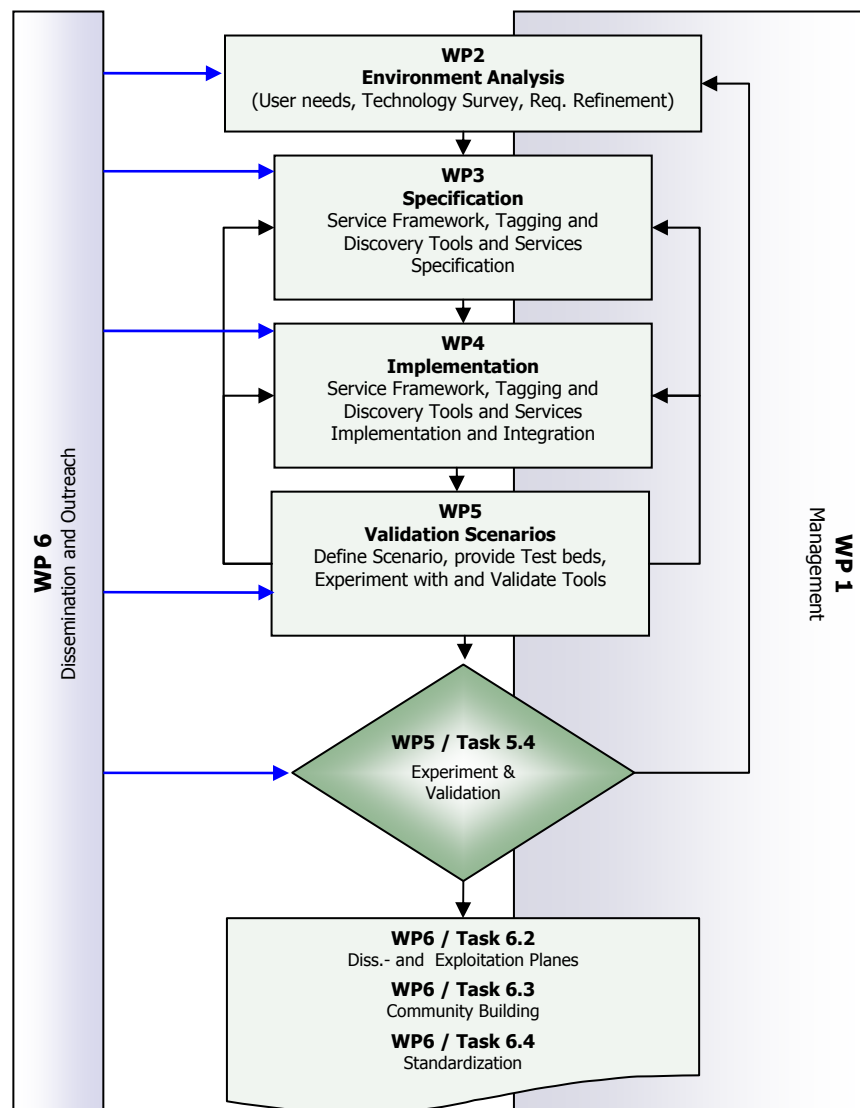 WP2
Environment Analysis
(User needs, Technology Survey, Req. Refinement)
WP3
Specification
Service Framework, Tagging and
Discovery Tools and Services
Specification
WP4
Implementation
Service Framework, Tagging and
Discovery Tools and Services
Implementation and Integration
WP5
Validation Scenarios
Define Scenario, provide Test beds,
Experiment with and Validate Tools
WP 6
Dissemination and Outreach
WP 1
Management
WP5 / Task 5.4
Experiment &
Validation
WP6 / Task 6.2
Diss.- and Exploitation Planes
WP6 / Task 6.3
Community Building
WP6 / Task 6.4
Standardization